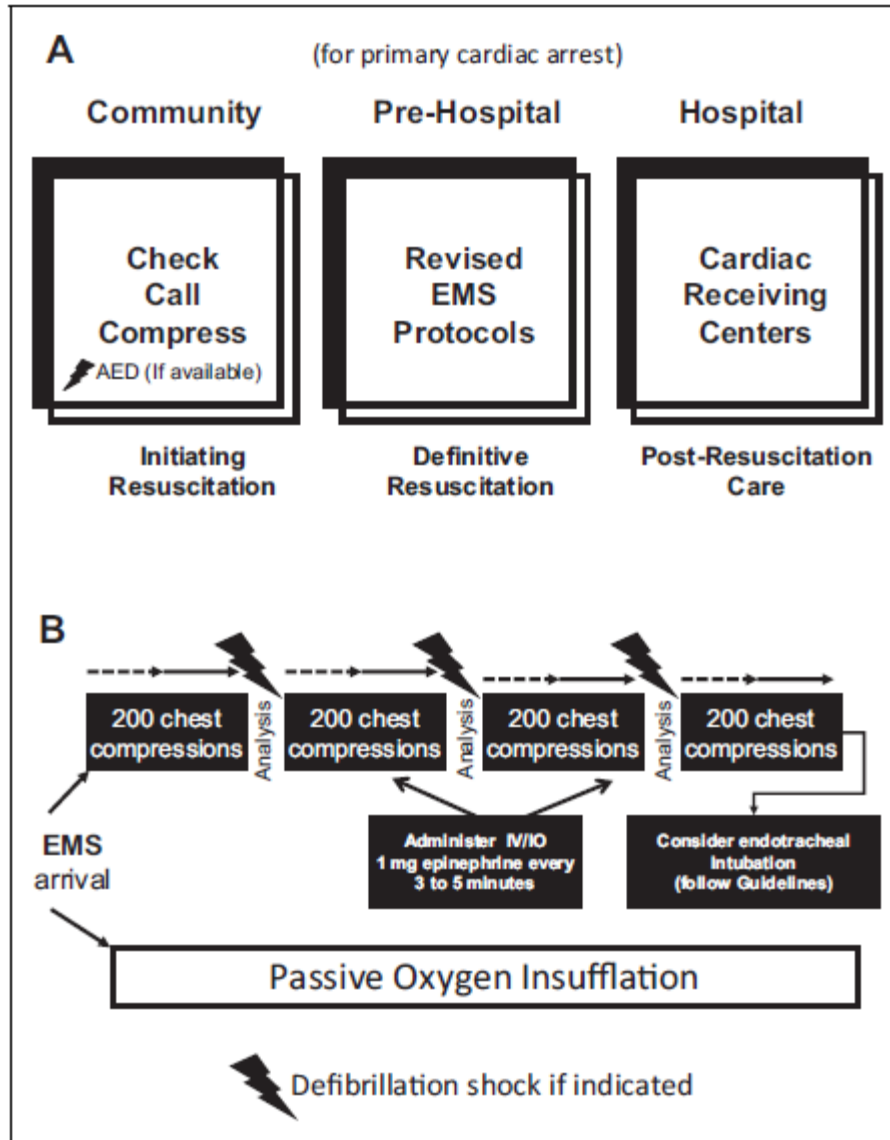 A
(for primary cardiac arrest)
Community
Pre-Hospital
Hospital
Check
Call
Compress
AED (If available)
Revised
EMS
Protocols
Cardiac
Receiving
Centers
Initiating
Resuscitation
Definitive
Resuscitation
Post-Resuscitation
Care
B
200 chest
compressions
Analysis
200 chest
compressions
Analysis
200 chest
compressions
Analysis
200 chest
compressions
EMS
arrival
Administer IV/IO
1 mg epinephrine every
3 to 5 minutes
Consider endotracheal
Intubation
(follow Guidelines)
Passive Oxygen Insufflation
Defibrillation shock if indicated